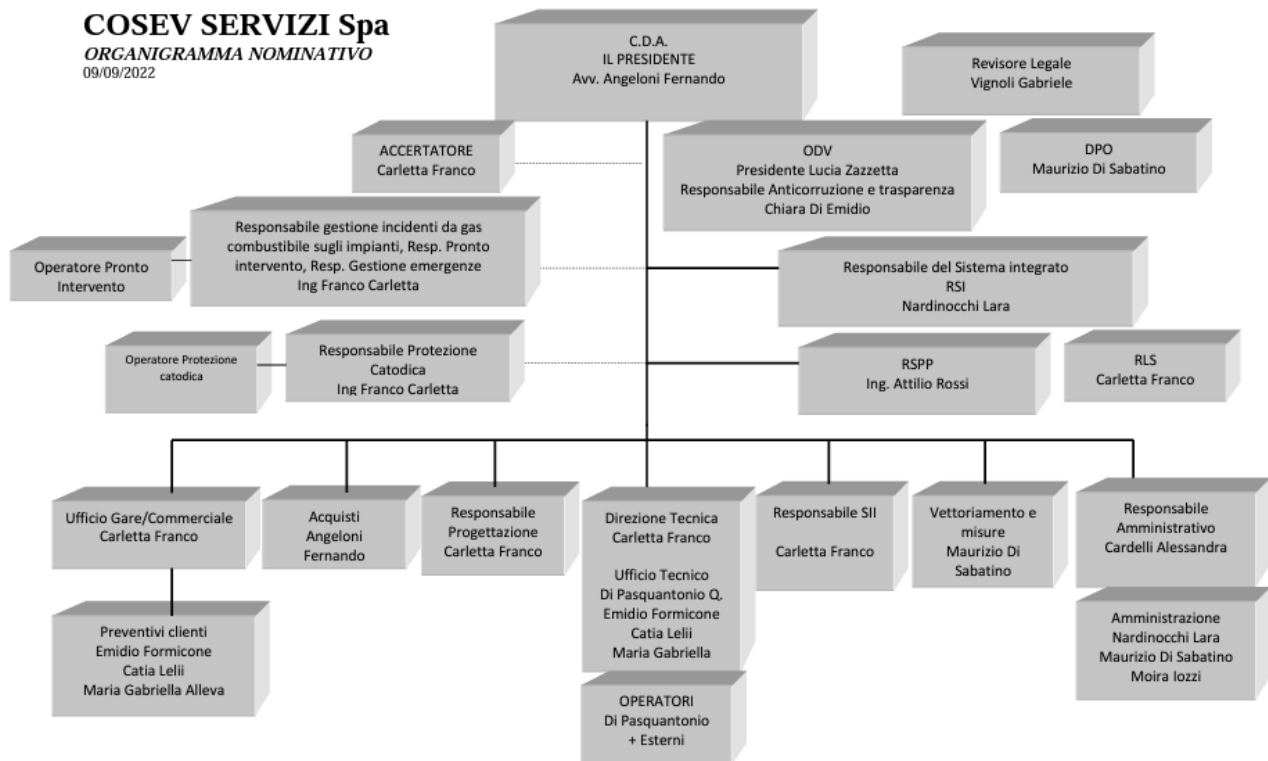 COSEV SERVIZI Spa
ORGANIGRAMMA NOMINATIVO
09/09/2022
C.D.A.
IL PRESIDENTE
Avv. Angeloni Fernando
Revisore Legale
Vignoli Gabriele
ACCERTATORE
Carletta Franco
ODV
Presidente Lucia Zazzetta
Responsabile Anticorruzione e trasparenza
Chiara Di Emidio
DPO
Maurizio Di Sabatino
Operatore Pronto
Intervento
Responsabile gestione incidenti da gas
combustibile sugli impianti, Resp. Pronto
intervento, Resp. Gestione emergenze
Ing Franco Carletta
Responsabile del Sistema integrato
RSI
Nardinocchi Lara
Operatore Protezione
catodica
Responsabile Protezione
Catodica
Ing Franco Carletta
RSPP
Ing. Attilio Rossi
RLS
Carletta Franco
Ufficio Gare/Commerciale
Carletta Franco
Acquisti
Angeloni
Fernando
Responsabile
Progettazione
Carletta Franco
Direzione Tecnica
Carletta Franco
Ufficio Tecnico
Di Pasquantonio Q.
Emidio Formicone
Catia Lelii
Maria Gabriella
Responsabile SII
Carletta Franco
Vettoriamento e
misure
Maurizio Di
Sabatino
Responsabile
Amministrativo
Cardelli Alessandra
Preventivi clienti
Emidio Formicone
Catia Lelii
Maria Gabriella Alleva
OPERATORI
Di Pasquantonio
+ Esterni
Amministrazione
Nardinocchi Lara
Maurizio Di Sabatino
Moira Iozzi